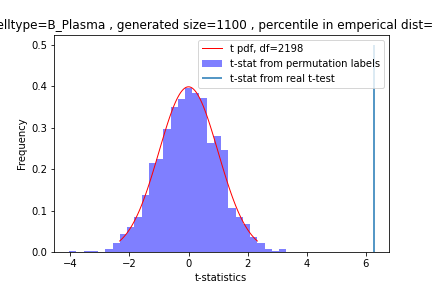 elltype=B_Plasma , generated size=1100 , percentile in emperical dist=
t pdf, df=2198
t-stat from permutation labels
t-stat from real t-test
Frequency
0.5
0.4
0.3
0.2
0.1
0.0
−4 −2 0 2 4 6
t-statistics